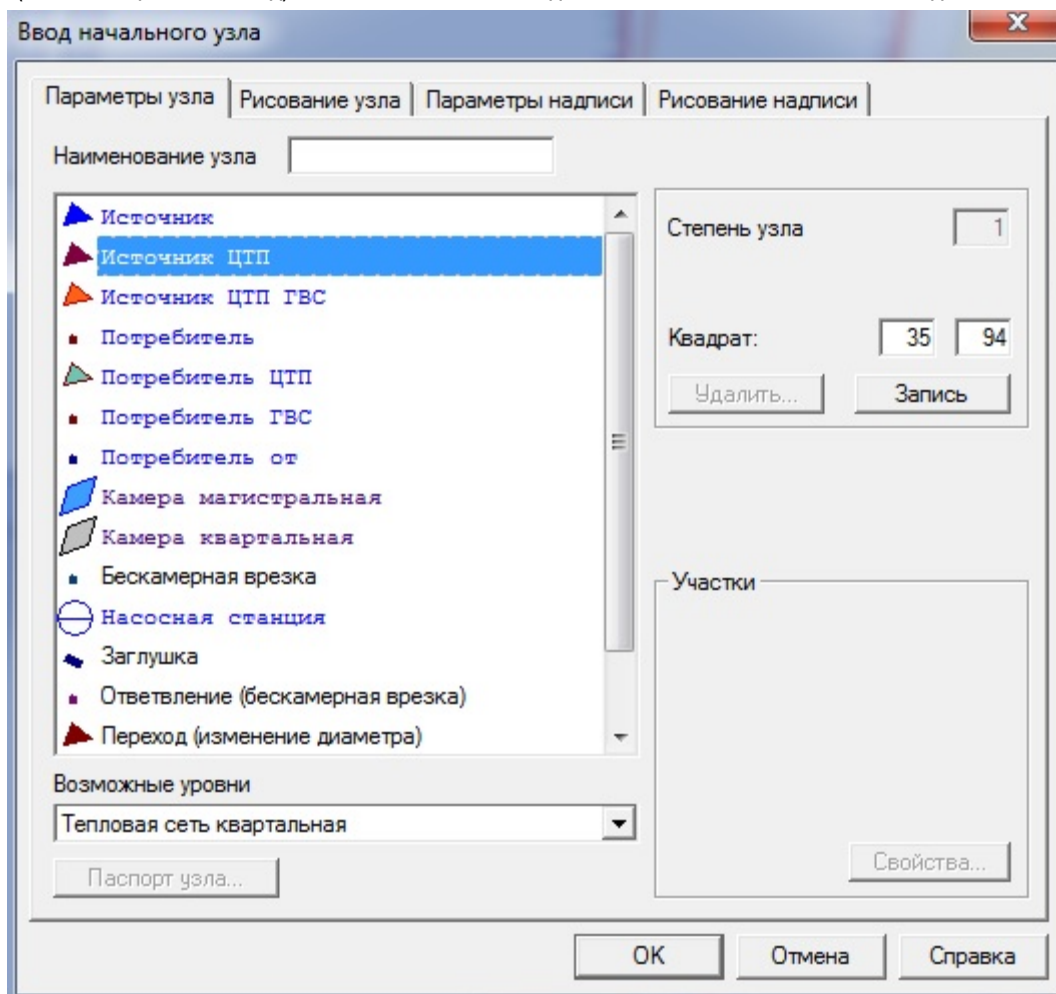 Ввод начального узла
Параметры узла
Рисование узла
Параметры надписи
Рисование надписи
Наименование узла
Источник
Источник ЦТП
Источник ЦТП ГВС
Потребитель
Потребитель ЦТП
Потребитель ГВС
Потребитель от
Камера магистральная
Камера квартальная
Бескамерная врезка
Насосная станция
Заглушка
Ответвление (бескамерная врезка)
Переход (изменение диаметра)
Возможные уровни
Тепловая сеть квартальная
Паспорт узла...
Степень узла 1
Квадрат: 35 94
Удалить... Запись
Участки
Свойства...
OK Отмена Справка